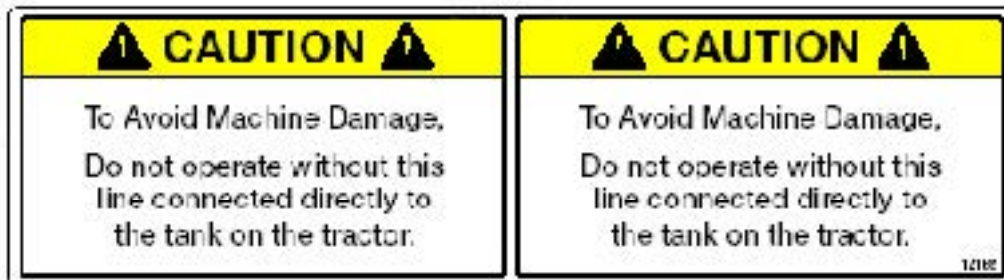 CAUTION
To Avoid Machine Damage,
Do not operate without this
line connected directly to
the tank on the tractor.
CAUTION
To Avoid Machine Damage,
Do not operate without this
line connected directly to
the tank on the tractor.